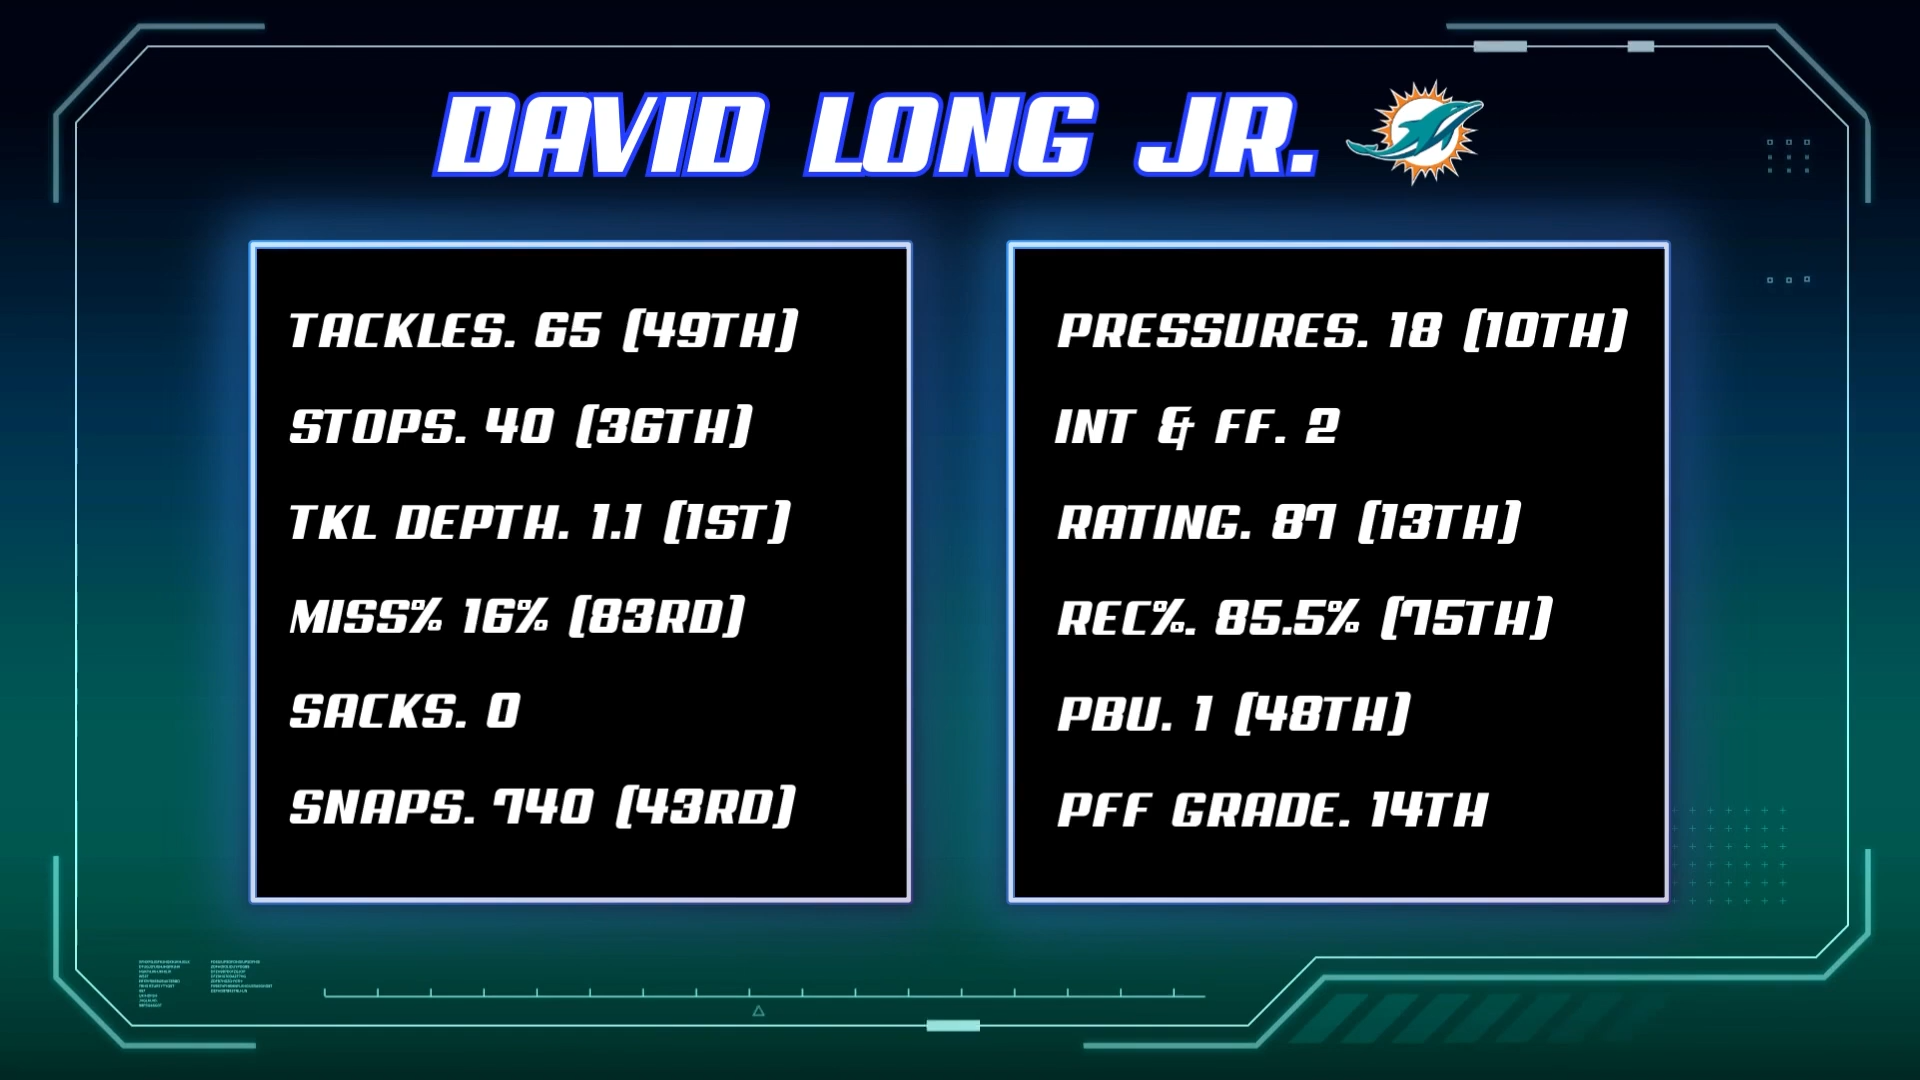 DAVID LONG JR.
TACKLES. 65 (49TH)
STOPS. 40 (36TH)
TKL DEPTH. 1.1 (1ST)
MISS% 16% (83RD)
SACKS. 0
SNAPS. 740 (43RD)
PRESSURES. 18 (10TH)
INT & FF. 2
RATING. 87 (13TH)
REC%. 85.5% (75TH)
PBU. 1 (48TH)
PFF GRADE. 14TH